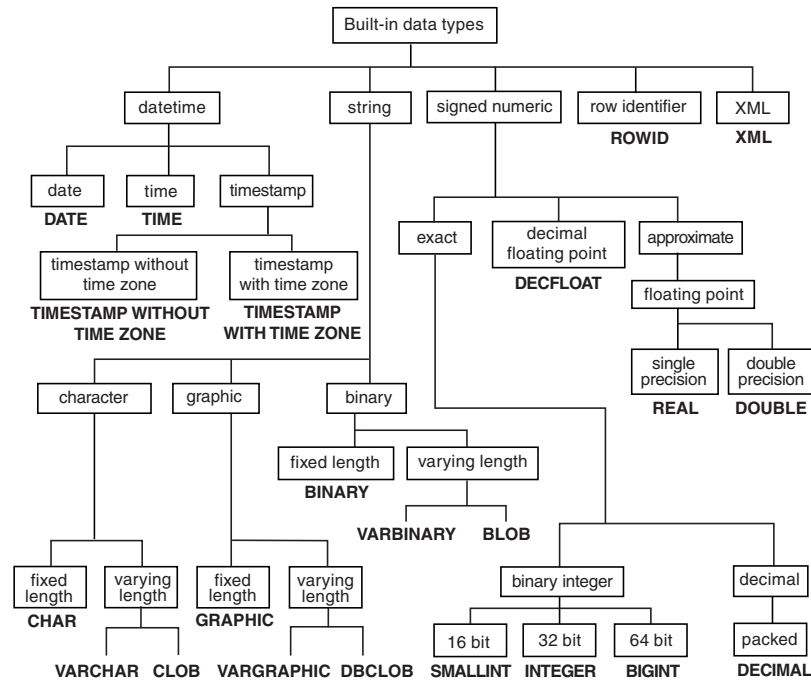 Built-in data types
datetime
string
signed numeric
row identifier
XML
ROWID
XML
date
time
timestamp
DATE
TIME
exact
decimal
floating point
approximate
DECFLOAT
timestamp without
time zone
timestamp
with time zone
TIMESTAMP WITHOUT
TIME ZONE
TIMESTAMP
WITH TIME ZONE
floating point
single
precision
double
precision
REAL
DOUBLE
character
graphic
binary
fixed length
varying length
BINARY
VARBINARY
BLOB
fixed
length
varying
length
fixed
length
varying
length
binary integer
decimal
CHAR
GRAPHIC
16 bit
32 bit
64 bit
packed
VARCHAR
CLOB
VARGRAPHIC
DBCLOB
SMALLINT
INTEGER
BIGINT
DECIMAL